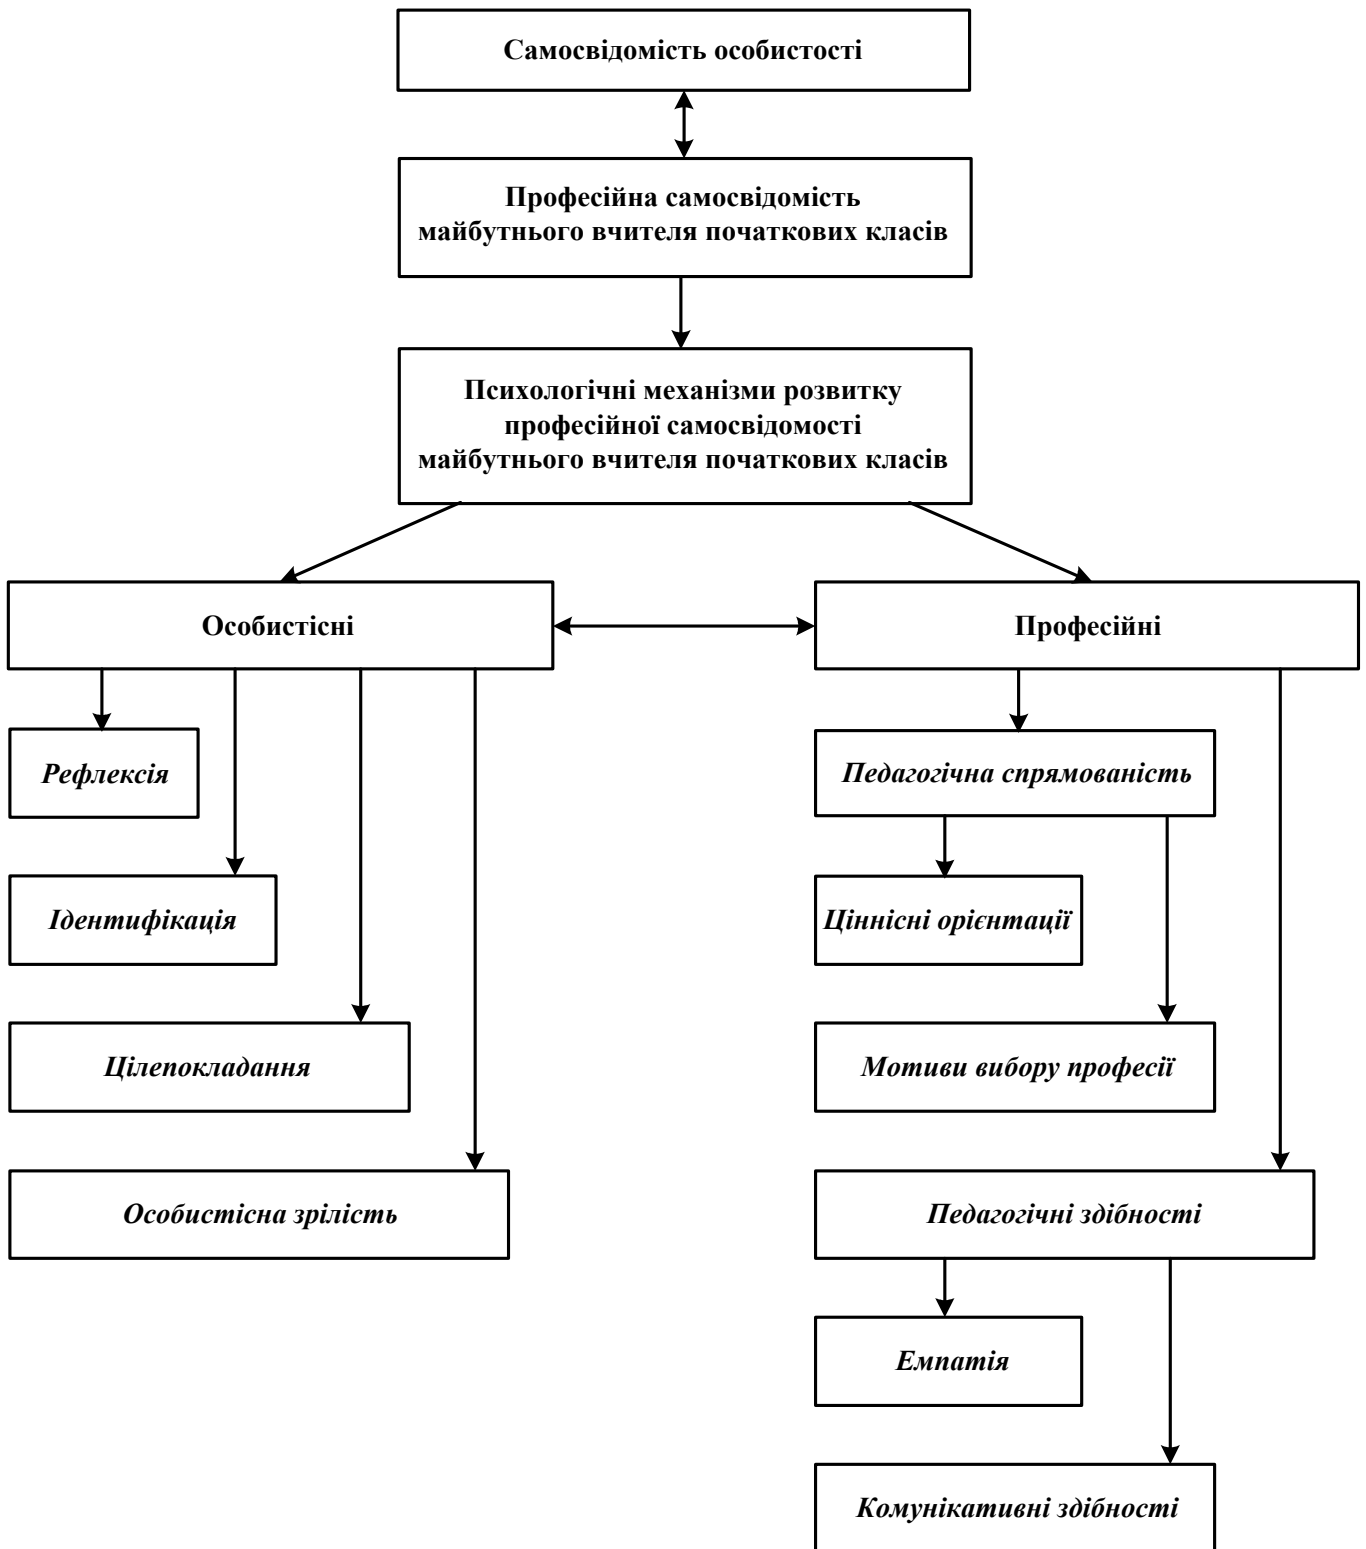 Самосвідомість особистості
Професійна самосвідомість
майбутнього вчителя початкових класів
Психологічні механізми розвитку
професійної самосвідомості
майбутнього вчителя початкових класів
Особистісні
Професійні
Рефлексія
Педагогічна спрямованість
Ідентифікація
Ціннісні орієнтації
Цілепокладання
Мотиви вибору професії
Особистісна зрілість
Педагогічні здібності
Емпатія
Комунікативні здібності